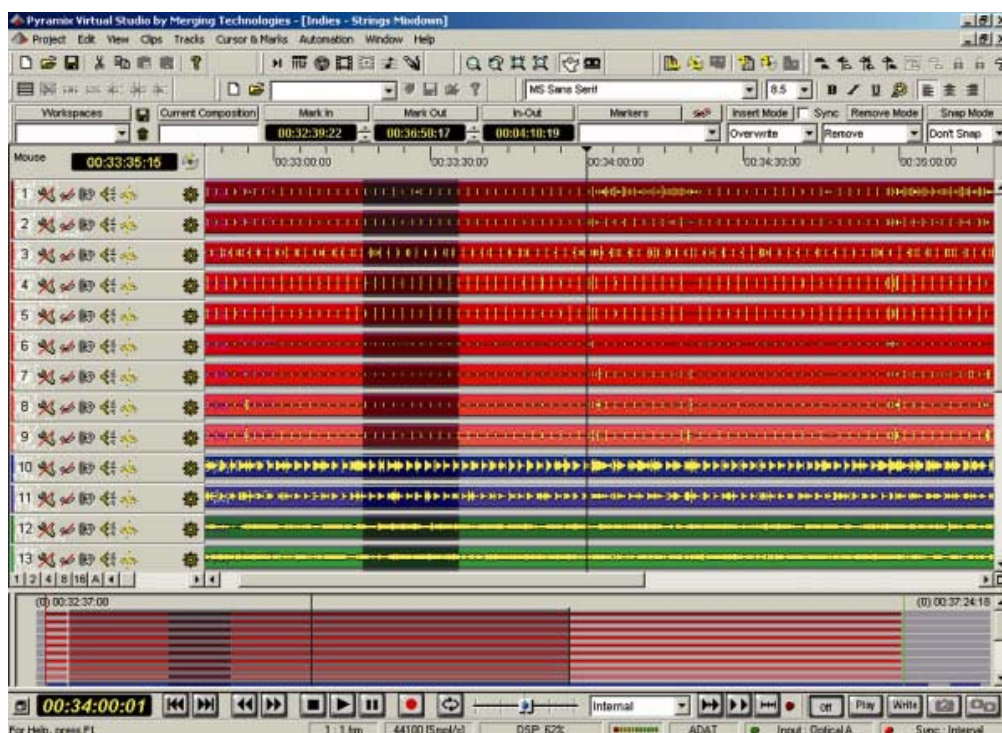 Pyramix Virtual Studio by Merging Technologies - [Indies - Strings Mixdown]
Project Edit View Clips Tracks Cursor & Marks Automation Window Help
MS Sans Serif 8.5 B I U
Workspaces Current Composition Mark In Mark Out In-Out Markers Insert Mode Sync Remove Mode Snap Mode
00:32:39:22 00:36:50:17 00:04:10:19 Overwrite Remove Don't Snap
Mouse 00:33:35:15 00:33:00:00 00:33:30:00 00:34:00:00 00:34:30:00 00:35:00:00
1
2
3
4
5
6
7
8
9
10
11
12
13
1 2 4 8 16 A
(0) 00:32:37:00 (0) 00:37:24:18
00:34:00:01 Internal Off Play Write
For Help, press F1 1 : 1 fsm DSP 62% ADAT Input : Optical A Sync : Internal